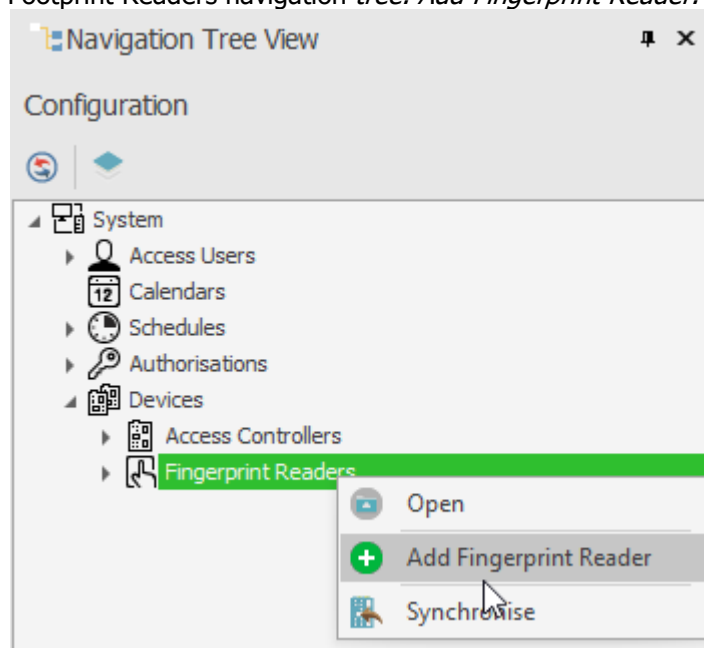 Footprint Readers navigation tree: Add Fingerprint Reader.
Navigation Tree View
Configuration
System
Access Users
12 Calendars
Schedules
Authorisations
Devices
Access Controllers
Fingerprint Readers
Open
Add Fingerprint Reader
Synchronise